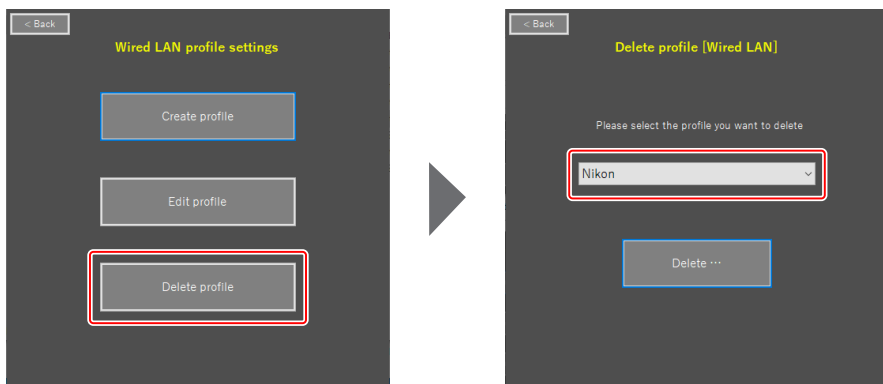 < Back
Wired LAN profile settings
Create profile
Edit profile
Delete profile
< Back
Delete profile [Wired LAN]
Please select the profile you want to delete
Nikon
Delete ⋯